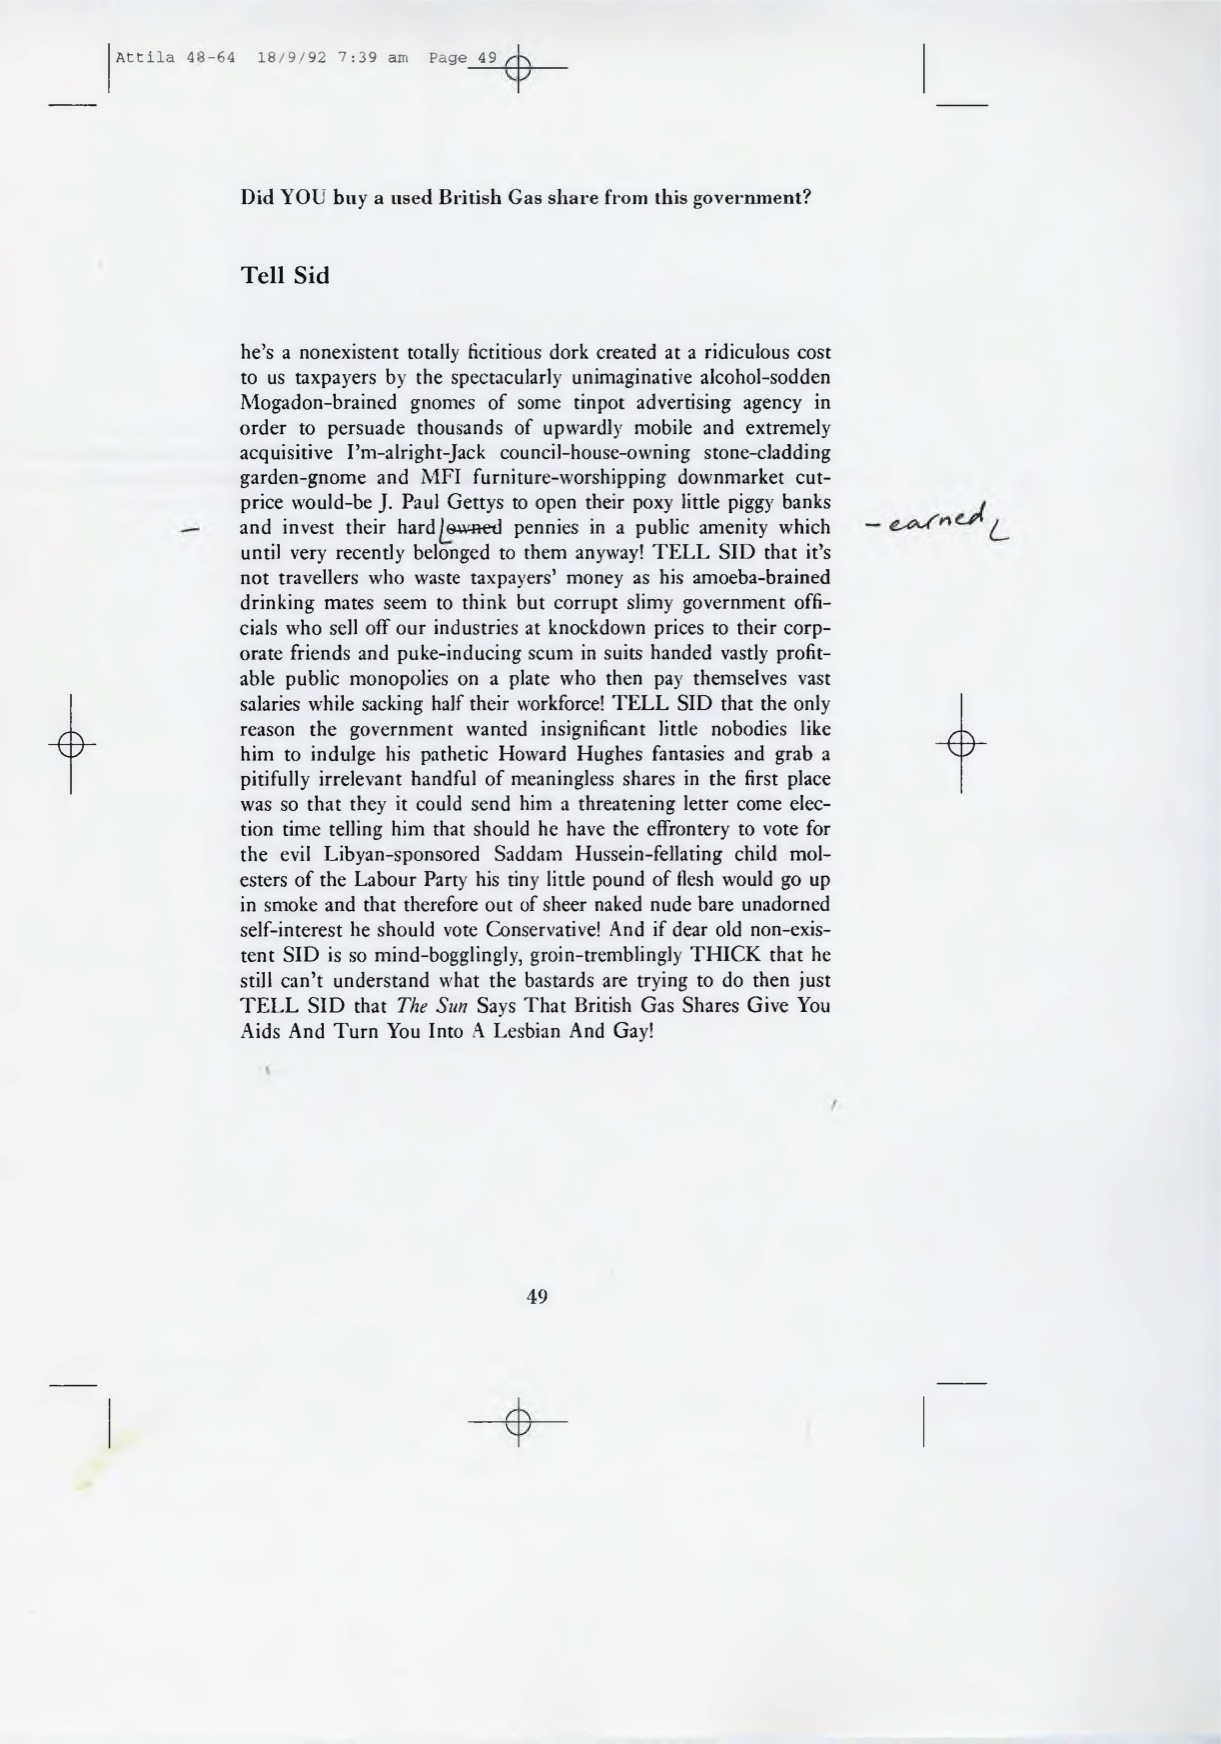 Attila 48-64 18/9/92 7:39 am Page 49
Did YOU buy a used British Gas share from this government?
Tell Sid
he's a nonexistent totally fictitious dork created at a ridiculous cost
to us taxpayers by the spectacularly unimaginative alcohol-sodden
Mogadon-brained gnomes of some tinpot advertising agency in
order to persuade thousands of upwardly mobile and extremely
acquisitive I'm-alright-Jack council-house-owning stone-cladding
garden-gnome and MFI furniture-worshipping downmarket cut-
price would-be J. Paul Gettys to open their poxy little piggy banks
and invest their hard owned pennies in a public amenity which
-earned
until very recently belonged to them anyway! TELL SID that it's
not travellers who waste taxpayers' money as his amoeba-brained
drinking mates seem to think but corrupt slimy government offi-
cials who sell off our industries at knockdown prices to their corp-
orate friends and puke-inducing scum in suits handed vastly profit-
able public monopolies on a plate who then pay themselves vast
salaries while sacking half their workforce! TELL SID that the only
reason the government wanted insignificant little nobodies like
him to indulge his pathetic Howard Hughes fantasies and grab a
pitifully irrelevant handful of meaningless shares in the first place
was so that they it could send him a threatening letter come elec-
tion time telling him that should he have the effrontery to vote for
the evil Libyan-sponsored Saddam Hussein-fellating child mol-
esters of the Labour Party his tiny little pound of flesh would go up
in smoke and that therefore out of sheer naked nude bare unadorned
self-interest he should vote Conservative! And if dear old non-exis-
tent SID is so mind-bogglingly, groin-tremblingly THICK that he
still can't understand what the bastards are trying to do then just
TELL SID that The Sun Says That British Gas Shares Give You
Aids And Turn You Into A Lesbian And Gay!
49